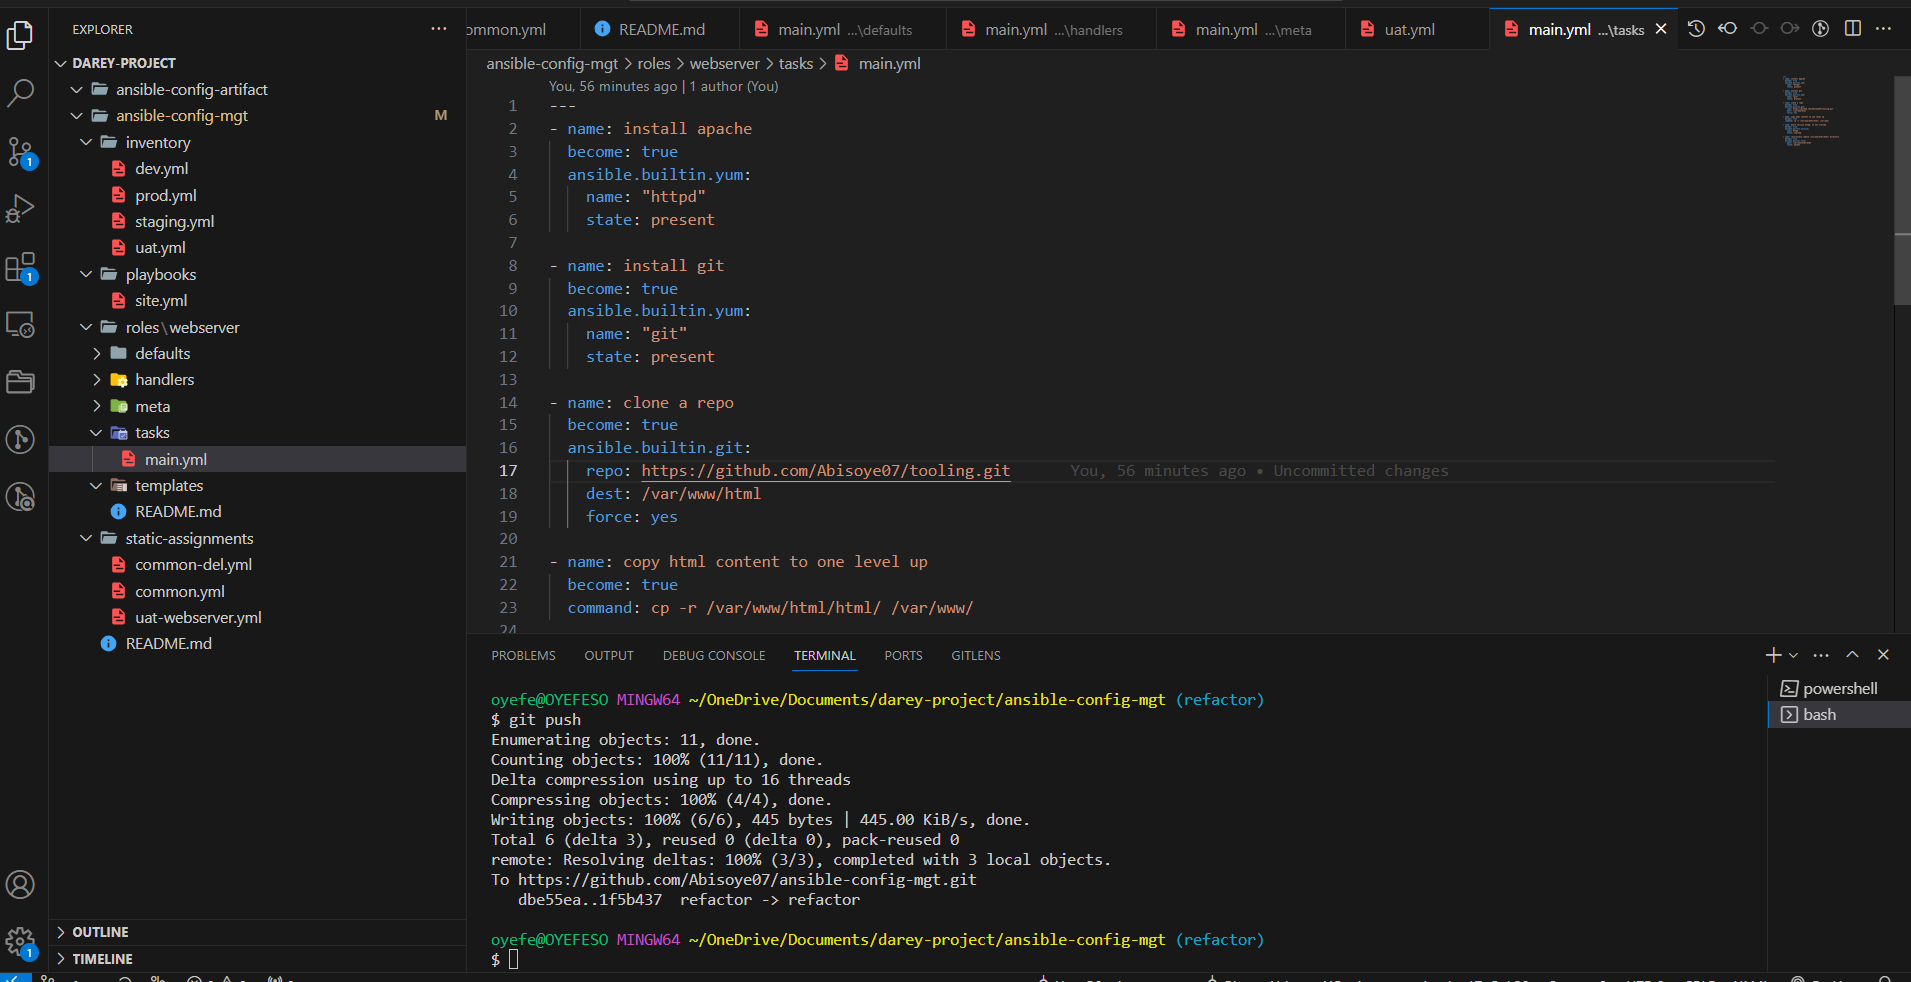 EXPLORER
DAREY-PROJECT
ansible-config-artifact
ansible-config-mgt M
inventory
dev.yml
prod.yml
staging.yml
uat.yml
playbooks
site.yml
roles\webserver
defaults
handlers
meta
tasks
main.yml
templates
README.md
static-assignments
common-del.yml
common.yml
uat-webserver.yml
README.md
OUTLINE
TIMELINE
1
1
1
ommon.yml README.md main.yml ...\defaults main.yml ...\handlers main.yml ...\meta uat.yml main.yml ...\tasks
ansible-config-mgt > roles > webserver > tasks > main.yml
You, 56 minutes ago | 1 author (You)
1 ---
2 - name: install apache
3 become: true
4 ansible.builtin.yum:
5 name: "httpd"
6 state: present
7
8 - name: install git
9 become: true
10 ansible.builtin.yum:
11 name: "git"
12 state: present
13
14 - name: clone a repo
15 become: true
16 ansible.builtin.git:
17 repo: https://github.com/Abisoye07/tooling.git You, 56 minutes ago • Uncommitted changes
18 dest: /var/www/html
19 force: yes
20
21 - name: copy html content to one level up
22 become: true
23 command: cp -r /var/www/html/html/ /var/www/
24
PROBLEMS OUTPUT DEBUG CONSOLE TERMINAL PORTS GITLENS
powershell
bash
oyefe@OYEFESO MINGW64 ~/OneDrive/Documents/darey-project/ansible-config-mgt (refactor)
$ git push
Enumerating objects: 11, done.
Counting objects: 100% (11/11), done.
Delta compression using up to 16 threads
Compressing objects: 100% (4/4), done.
Writing objects: 100% (6/6), 445 bytes | 445.00 KiB/s, done.
Total 6 (delta 3), reused 0 (delta 0), pack-reused 0
remote: Resolving deltas: 100% (3/3), completed with 3 local objects.
To https://github.com/Abisoye07/ansible-config-mgt.git
dbe55ea..1f5b437 refactor -> refactor
oyefe@OYEFESO MINGW64 ~/OneDrive/Documents/darey-project/ansible-config-mgt (refactor)
$